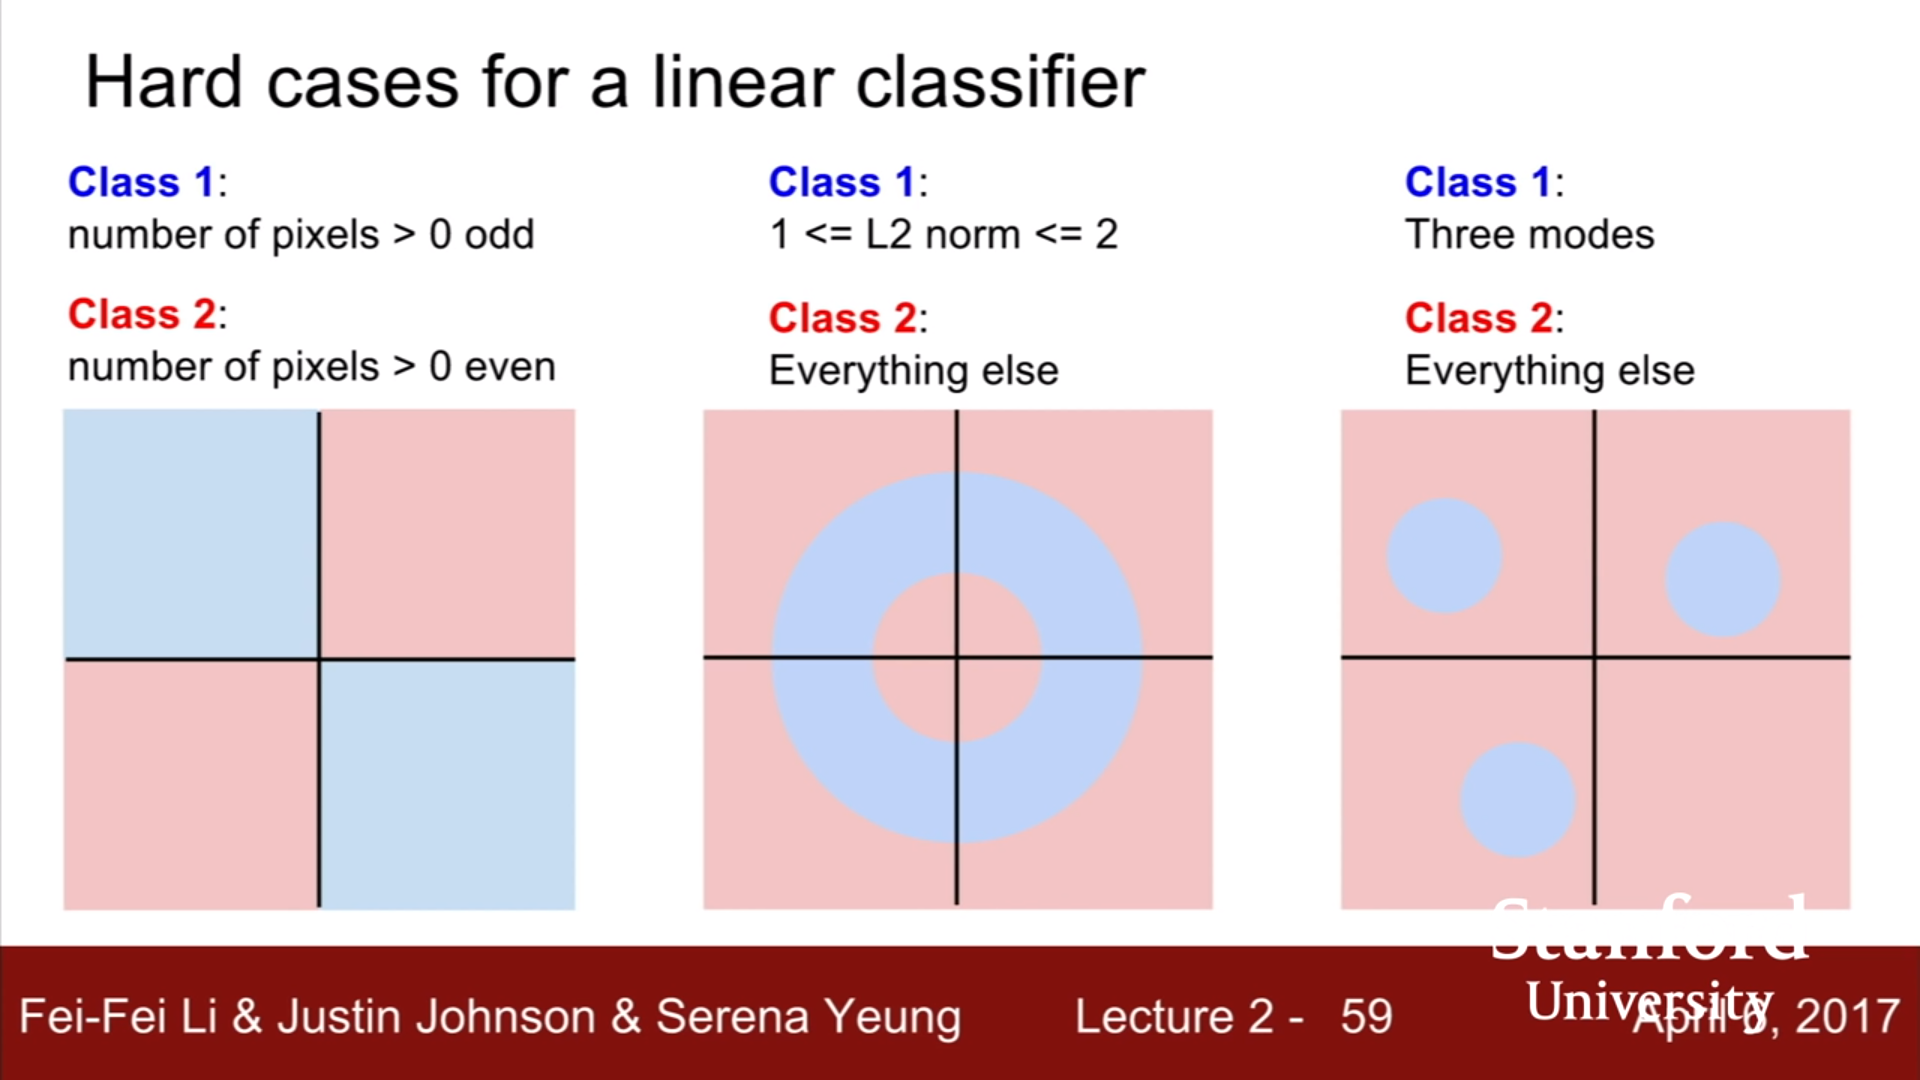 Hard cases for a linear classifier
Class 1:
number of pixels > 0 odd
Class 2:
number of pixels > 0 even
Class 1:
1 <= L2 norm <= 2
Class 2:
Everything else
Class 1:
Three modes
Class 2:
Everything else
Stanford
University
Fei-Fei Li & Justin Johnson & Serena Yeung
Lecture 2 - 59
April 6, 2017